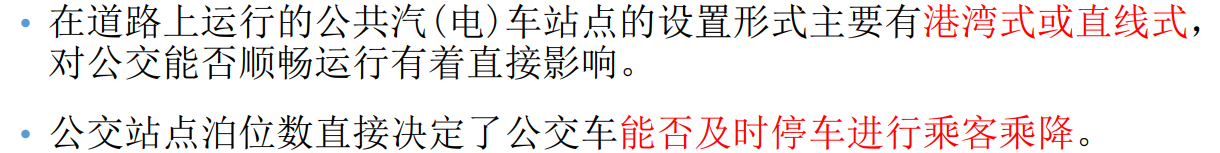 • 在道路上运行的公共汽(电)车站点的设置形式主要有港湾式或直线式，
对公交能否顺畅运行有着直接影响。
• 公交站点泊位数直接决定了公交车能否及时停车进行乘客乘降。